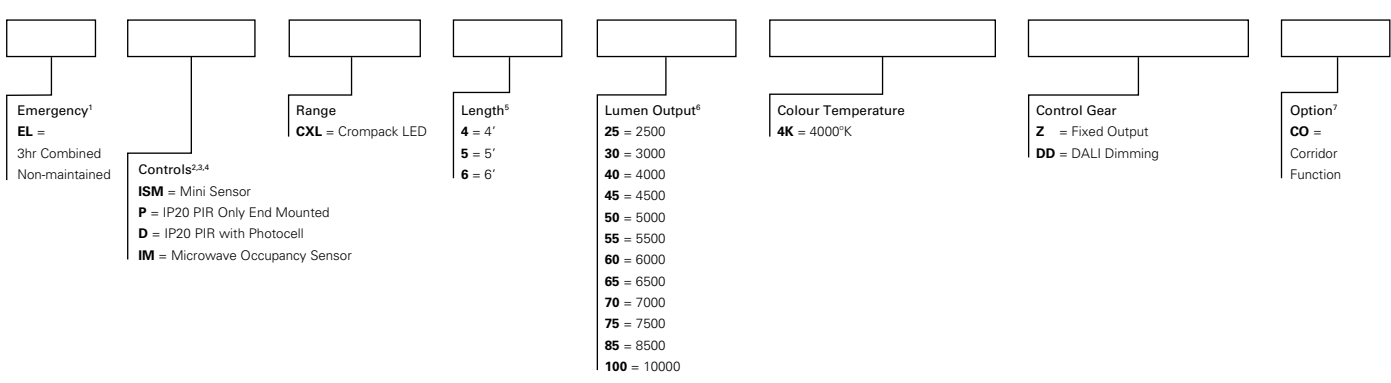 Emergency¹
EL =
3hr Combined
Non-maintained
Controls²,³,⁴
ISM = Mini Sensor
P = IP20 PIR Only End Mounted
D = IP20 PIR with Photocell
IM = Microwave Occupancy Sensor
Range
CXL = Crompack LED
Length⁵
4 = 4’
5 = 5’
6 = 6’
Lumen Output⁶
25 = 2500
30 = 3000
40 = 4000
45 = 4500
50 = 5000
55 = 5500
60 = 6000
65 = 6500
70 = 7000
75 = 7500
85 = 8500
100 = 10000
Colour Temperature
4K = 4000°K
Control Gear
Z = Fixed Output
DD = DALI Dimming
Option⁷
CO =
Corridor
Function